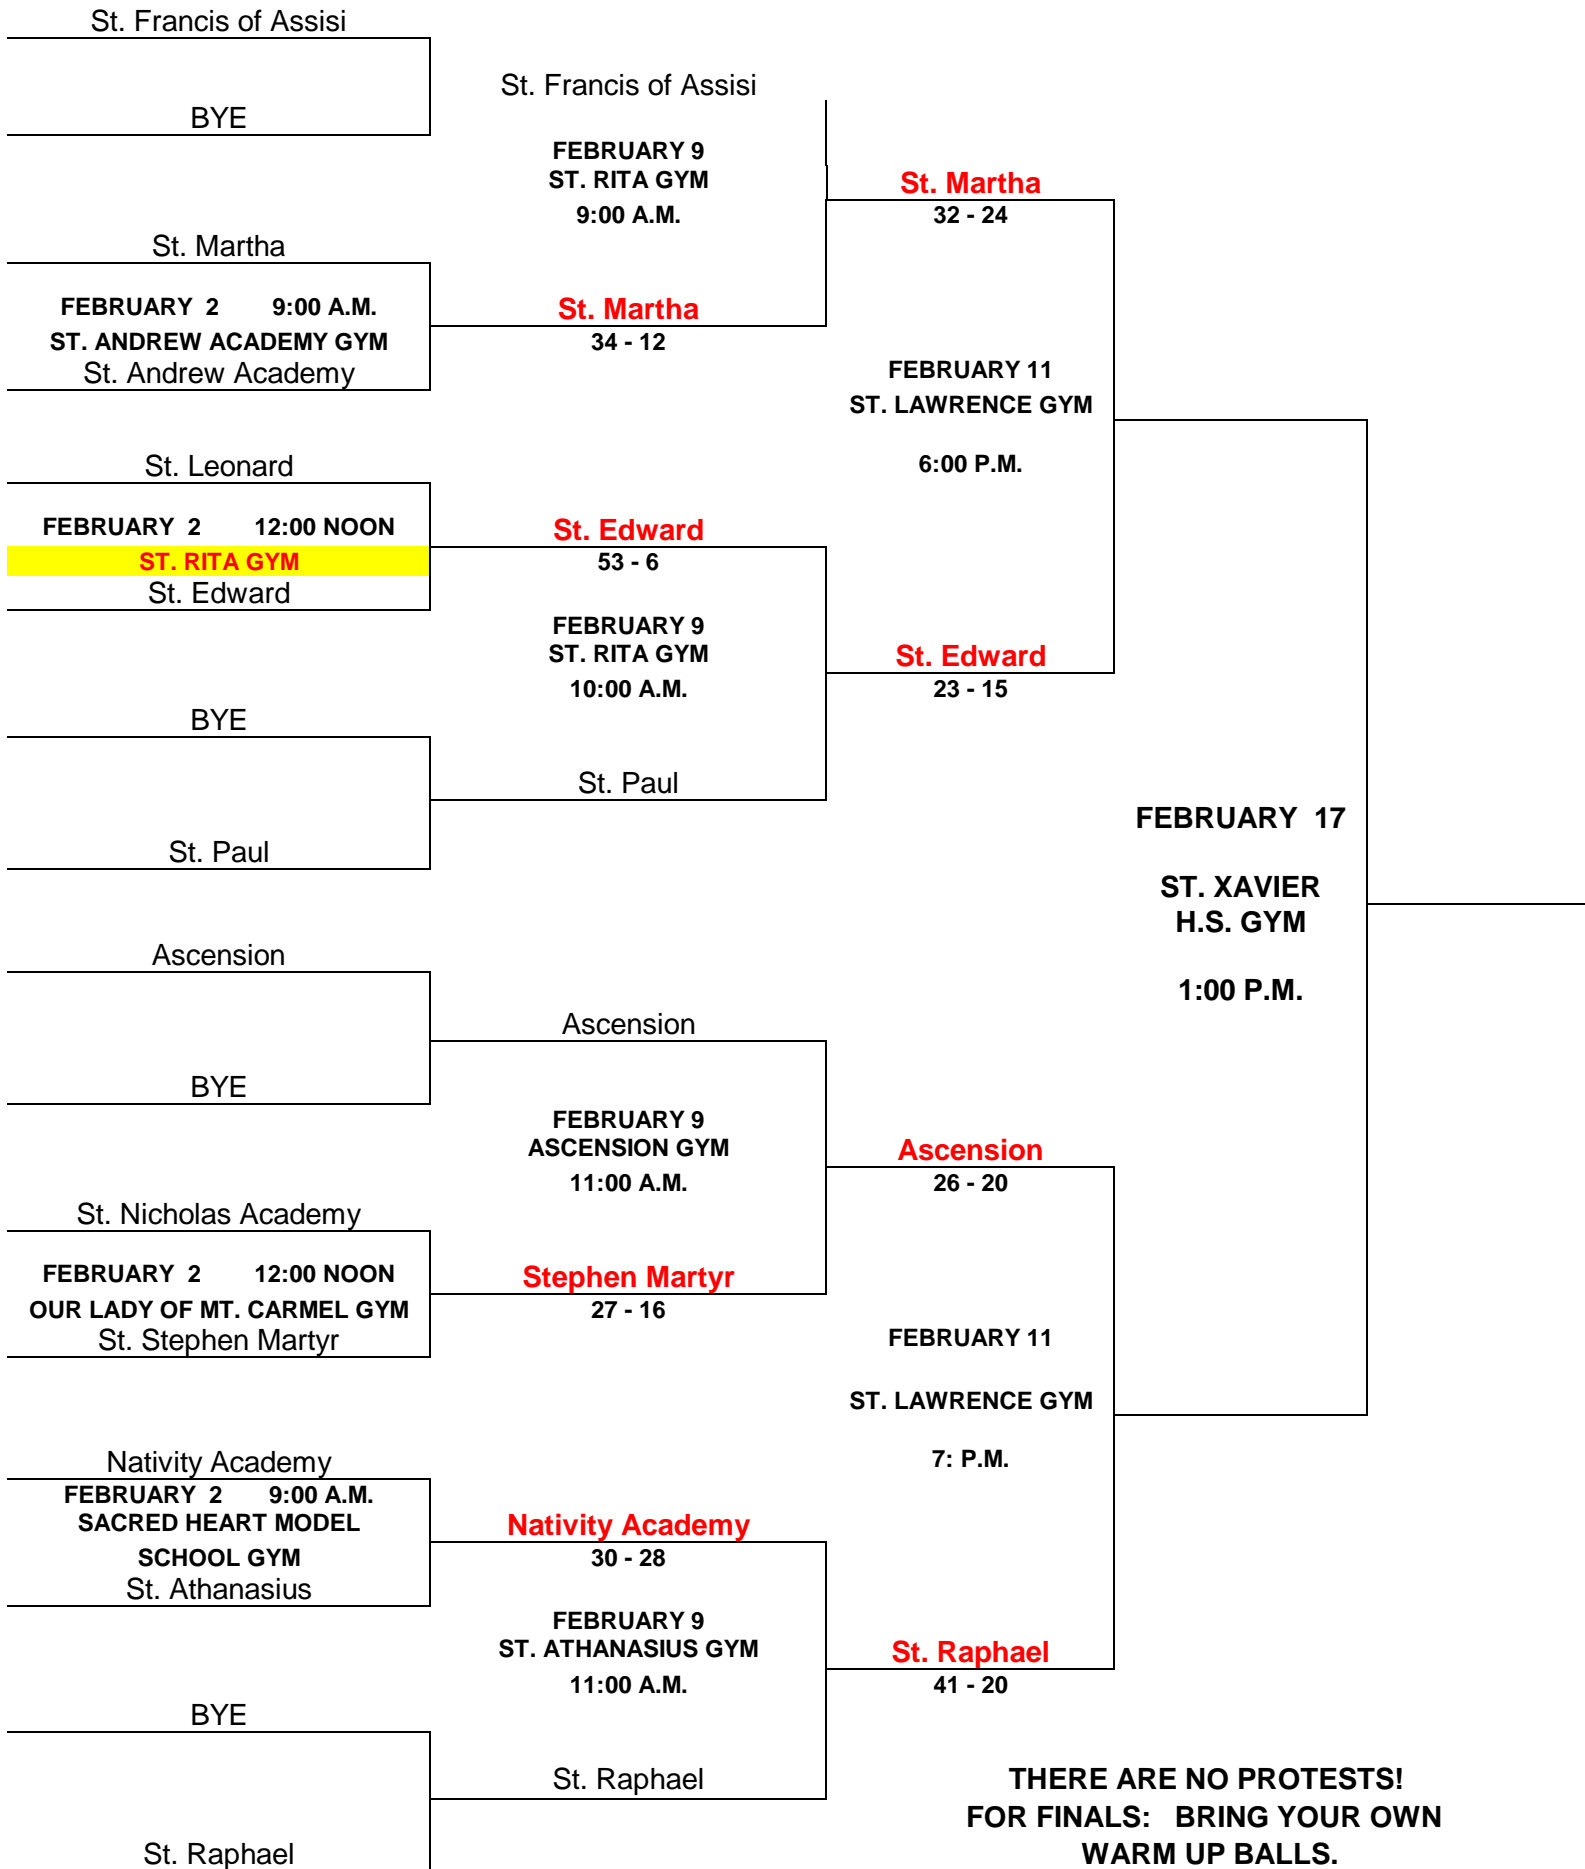 St. Francis of Assisi
BYE
St. Francis of Assisi
FEBRUARY 9
ST. RITA GYM
9:00 A.M.
St. Martha
32 - 24
St. Martha
FEBRUARY 2 9:00 A.M.
ST. ANDREW ACADEMY GYM
St. Andrew Academy
St. Martha
34 - 12
FEBRUARY 11
ST. LAWRENCE GYM
6:00 P.M.
St. Leonard
FEBRUARY 2 12:00 NOON
ST. RITA GYM
St. Edward
St. Edward
53 - 6
FEBRUARY 9
ST. RITA GYM
10:00 A.M.
St. Edward
23 - 15
BYE
St. Paul
St. Paul
FEBRUARY 17
ST. XAVIER
H.S. GYM
1:00 P.M.
Ascension
BYE
Ascension
FEBRUARY 9
ASCENSION GYM
11:00 A.M.
Ascension
26 - 20
St. Nicholas Academy
FEBRUARY 2 12:00 NOON
OUR LADY OF MT. CARMEL GYM
St. Stephen Martyr
Stephen Martyr
27 - 16
FEBRUARY 11
ST. LAWRENCE GYM
7: P.M.
Nativity Academy
FEBRUARY 2 9:00 A.M.
SACRED HEART MODEL
SCHOOL GYM
St. Athanasius
Nativity Academy
30 - 28
FEBRUARY 9
ST. ATHANASIUS GYM
11:00 A.M.
St. Raphael
41 - 20
BYE
St. Raphael
St. Raphael
THERE ARE NO PROTESTS!
FOR FINALS: BRING YOUR OWN
WARM UP BALLS.